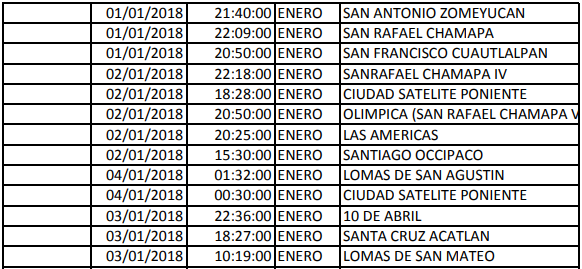 01/01/2018 21:40:00 ENERO SAN ANTONIO ZOMEYUCAN
01/01/2018 22:09:00 ENERO SAN RAFAEL CHAMAPA
01/01/2018 20:50:00 ENERO SAN FRANCISCO CUAUTLALPAN
02/01/2018 22:18:00 ENERO SANRAFAEL CHAMAPA IV
02/01/2018 18:28:00 ENERO CIUDAD SATELITE PONIENTE
02/01/2018 20:50:00 ENERO OLIMPICA (SAN RAFAEL CHAMAPA V
02/01/2018 20:25:00 ENERO LAS AMERICAS
02/01/2018 15:30:00 ENERO SANTIAGO OCCIPACO
04/01/2018 01:32:00 ENERO LOMAS DE SAN AGUSTIN
04/01/2018 00:30:00 ENERO CIUDAD SATELITE PONIENTE
03/01/2018 22:36:00 ENERO 10 DE ABRIL
03/01/2018 18:27:00 ENERO SANTA CRUZ ACATLAN
03/01/2018 10:19:00 ENERO LOMAS DE SAN MATEO